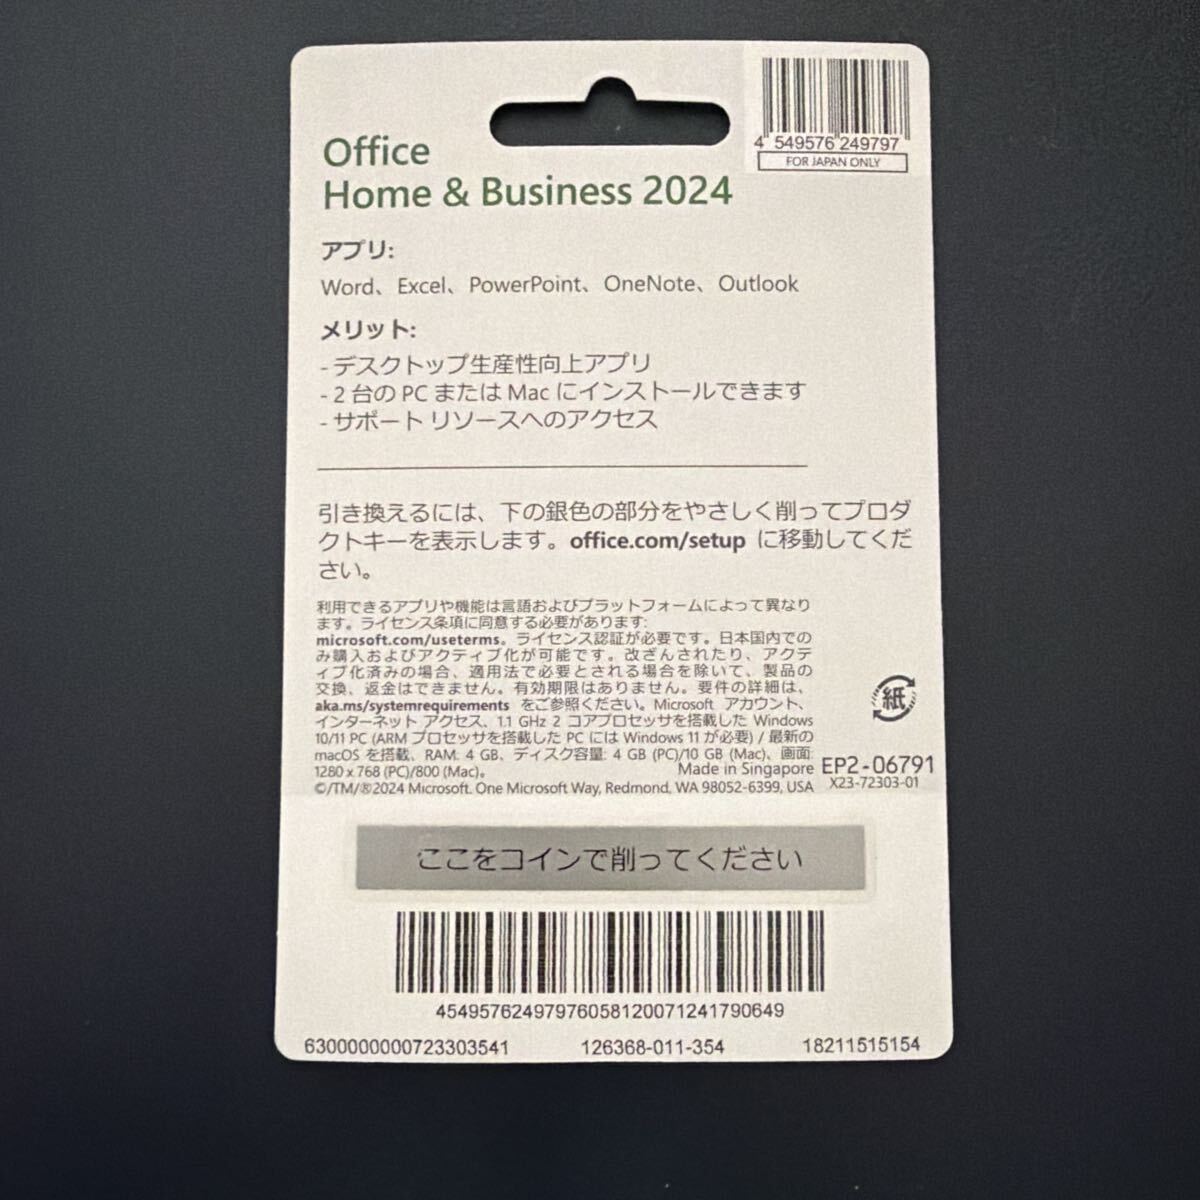 4 549576 249797
FOR JAPAN ONLY
Office
Home & Business 2024
アプリ:
Word、Excel、PowerPoint、OneNote、Outlook
メリット:
- デスクトップ生産性向上アプリ
- 2 台の PC または Mac にインストールできます
- サポート リソースへのアクセス
引き換えるには、下の銀色の部分をやさしく削ってプロダ
クトキーを表示します。office.com/setup に移動してくだ
さい。
利用できるアプリや機能は言語およびプラットフォームによって異なり
ます。ライセンス条項に同意する必要があります:
microsoft.com/useterms。ライセンス認証が必要です。日本国内での
み購入およびアクティブ化が可能です。改ざんされたり、アクテ
ィブ化済みの場合、適用法で必要とされる場合を除いて、製品の
交換、返金はできません。有効期限はありません。要件の詳細は、
aka.ms/systemrequirements をご参照ください。Microsoft アカウント、
インターネット アクセス、1.1 GHz 2 コアプロセッサを搭載した Windows
10/11 PC (ARM プロセッサを搭載した PC には Windows 11 が必要) / 最新の
macOS を搭載、RAM: 4 GB、ディスク容量: 4 GB (PC)/10 GB (Mac)、画面:
1280 x 768 (PC)/800 (Mac)。
Made in Singapore
©/TM/®2024 Microsoft. One Microsoft Way, Redmond, WA 98052-6399, USA
紙
EP2-06791
X23-72303-01
ここをコインで削ってください
4549576249797605812007124179064​9
6300000000723303541 126368-011-354 18211515154